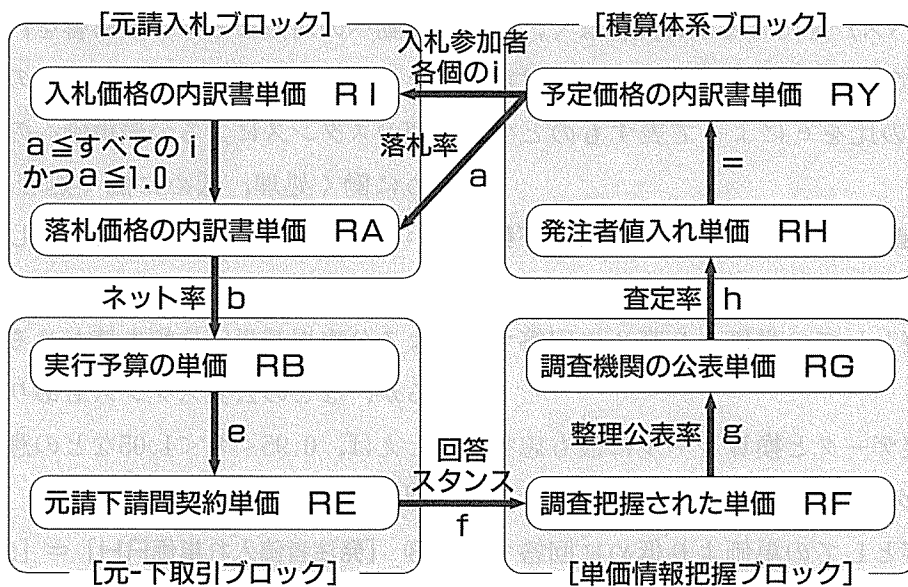 [元請入札ブロック]
入札価格の内訳書単価 RI
a≦すべてのi
かつa≦1.0
落札価格の内訳書単価 RA
入札参加者
各個のi
落札率
a
[積算体系ブロック]
予定価格の内訳書単価 RY
=
発注者値入れ単価 RH
ネット率 b
査定率 h
実行予算の単価 RB
e
元請下請間契約単価 RE
[元-下取引ブロック]
回答
スタンス
f
調査機関の公表単価 RG
整理公表率 g
調査把握された単価 RF
[単価情報把握ブロック]